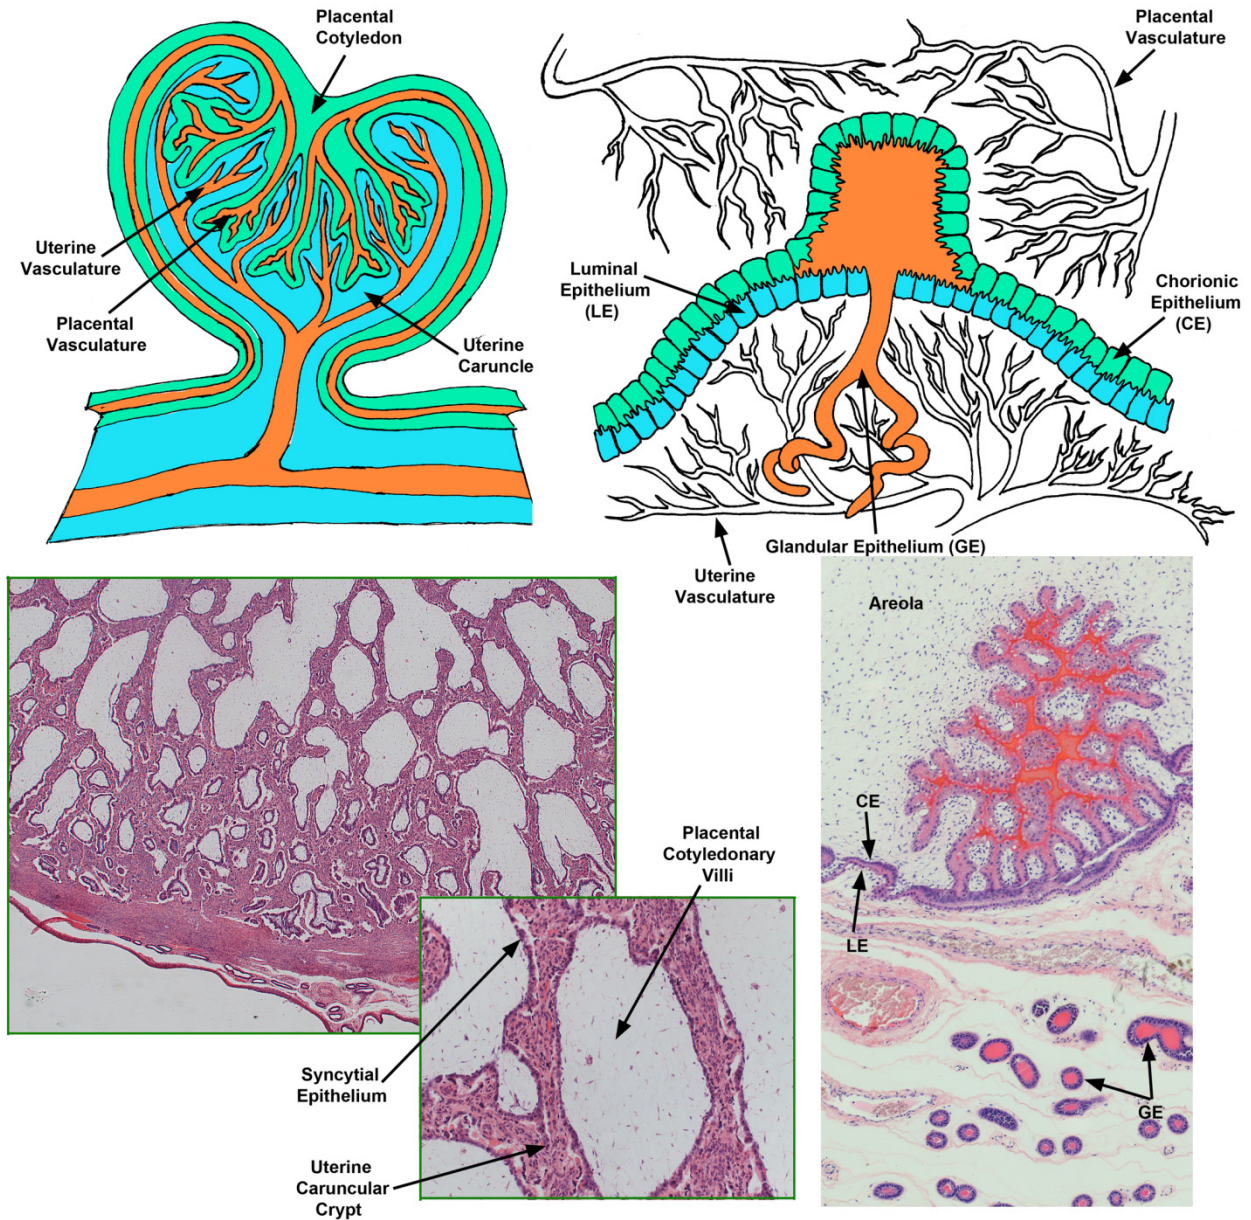 Placental
Cotyledon
Uterine
Vasculature
Placental
Vasculature
Uterine
Caruncle
Placental
Vasculature
Luminal
Epithelium
(LE)
Chorionic
Epithelium
(CE)
Glandular Epithelium (GE)
Uterine
Vasculature
Areola
CE
LE
GE
Placental
Cotyledonary
Villi
Syncytial
Epithelium
Uterine
Caruncular
Crypt